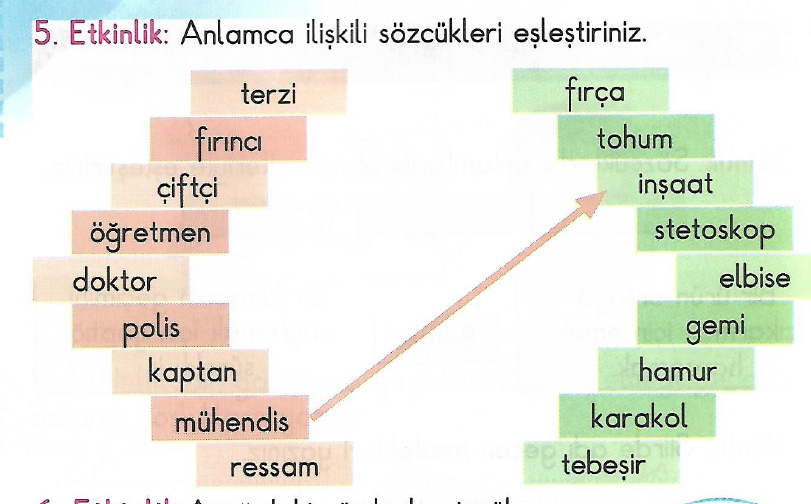 5. Etkinlik: Anlamca ilişkili sözcükleri eşleştiriniz.
terzi
fırıncı
çiftçi
öğretmen
doktor
polis
kaptan
mühendis
ressam
fırça
tohum
inşaat
stetoskop
elbise
gemi
hamur
karakol
tebeşir